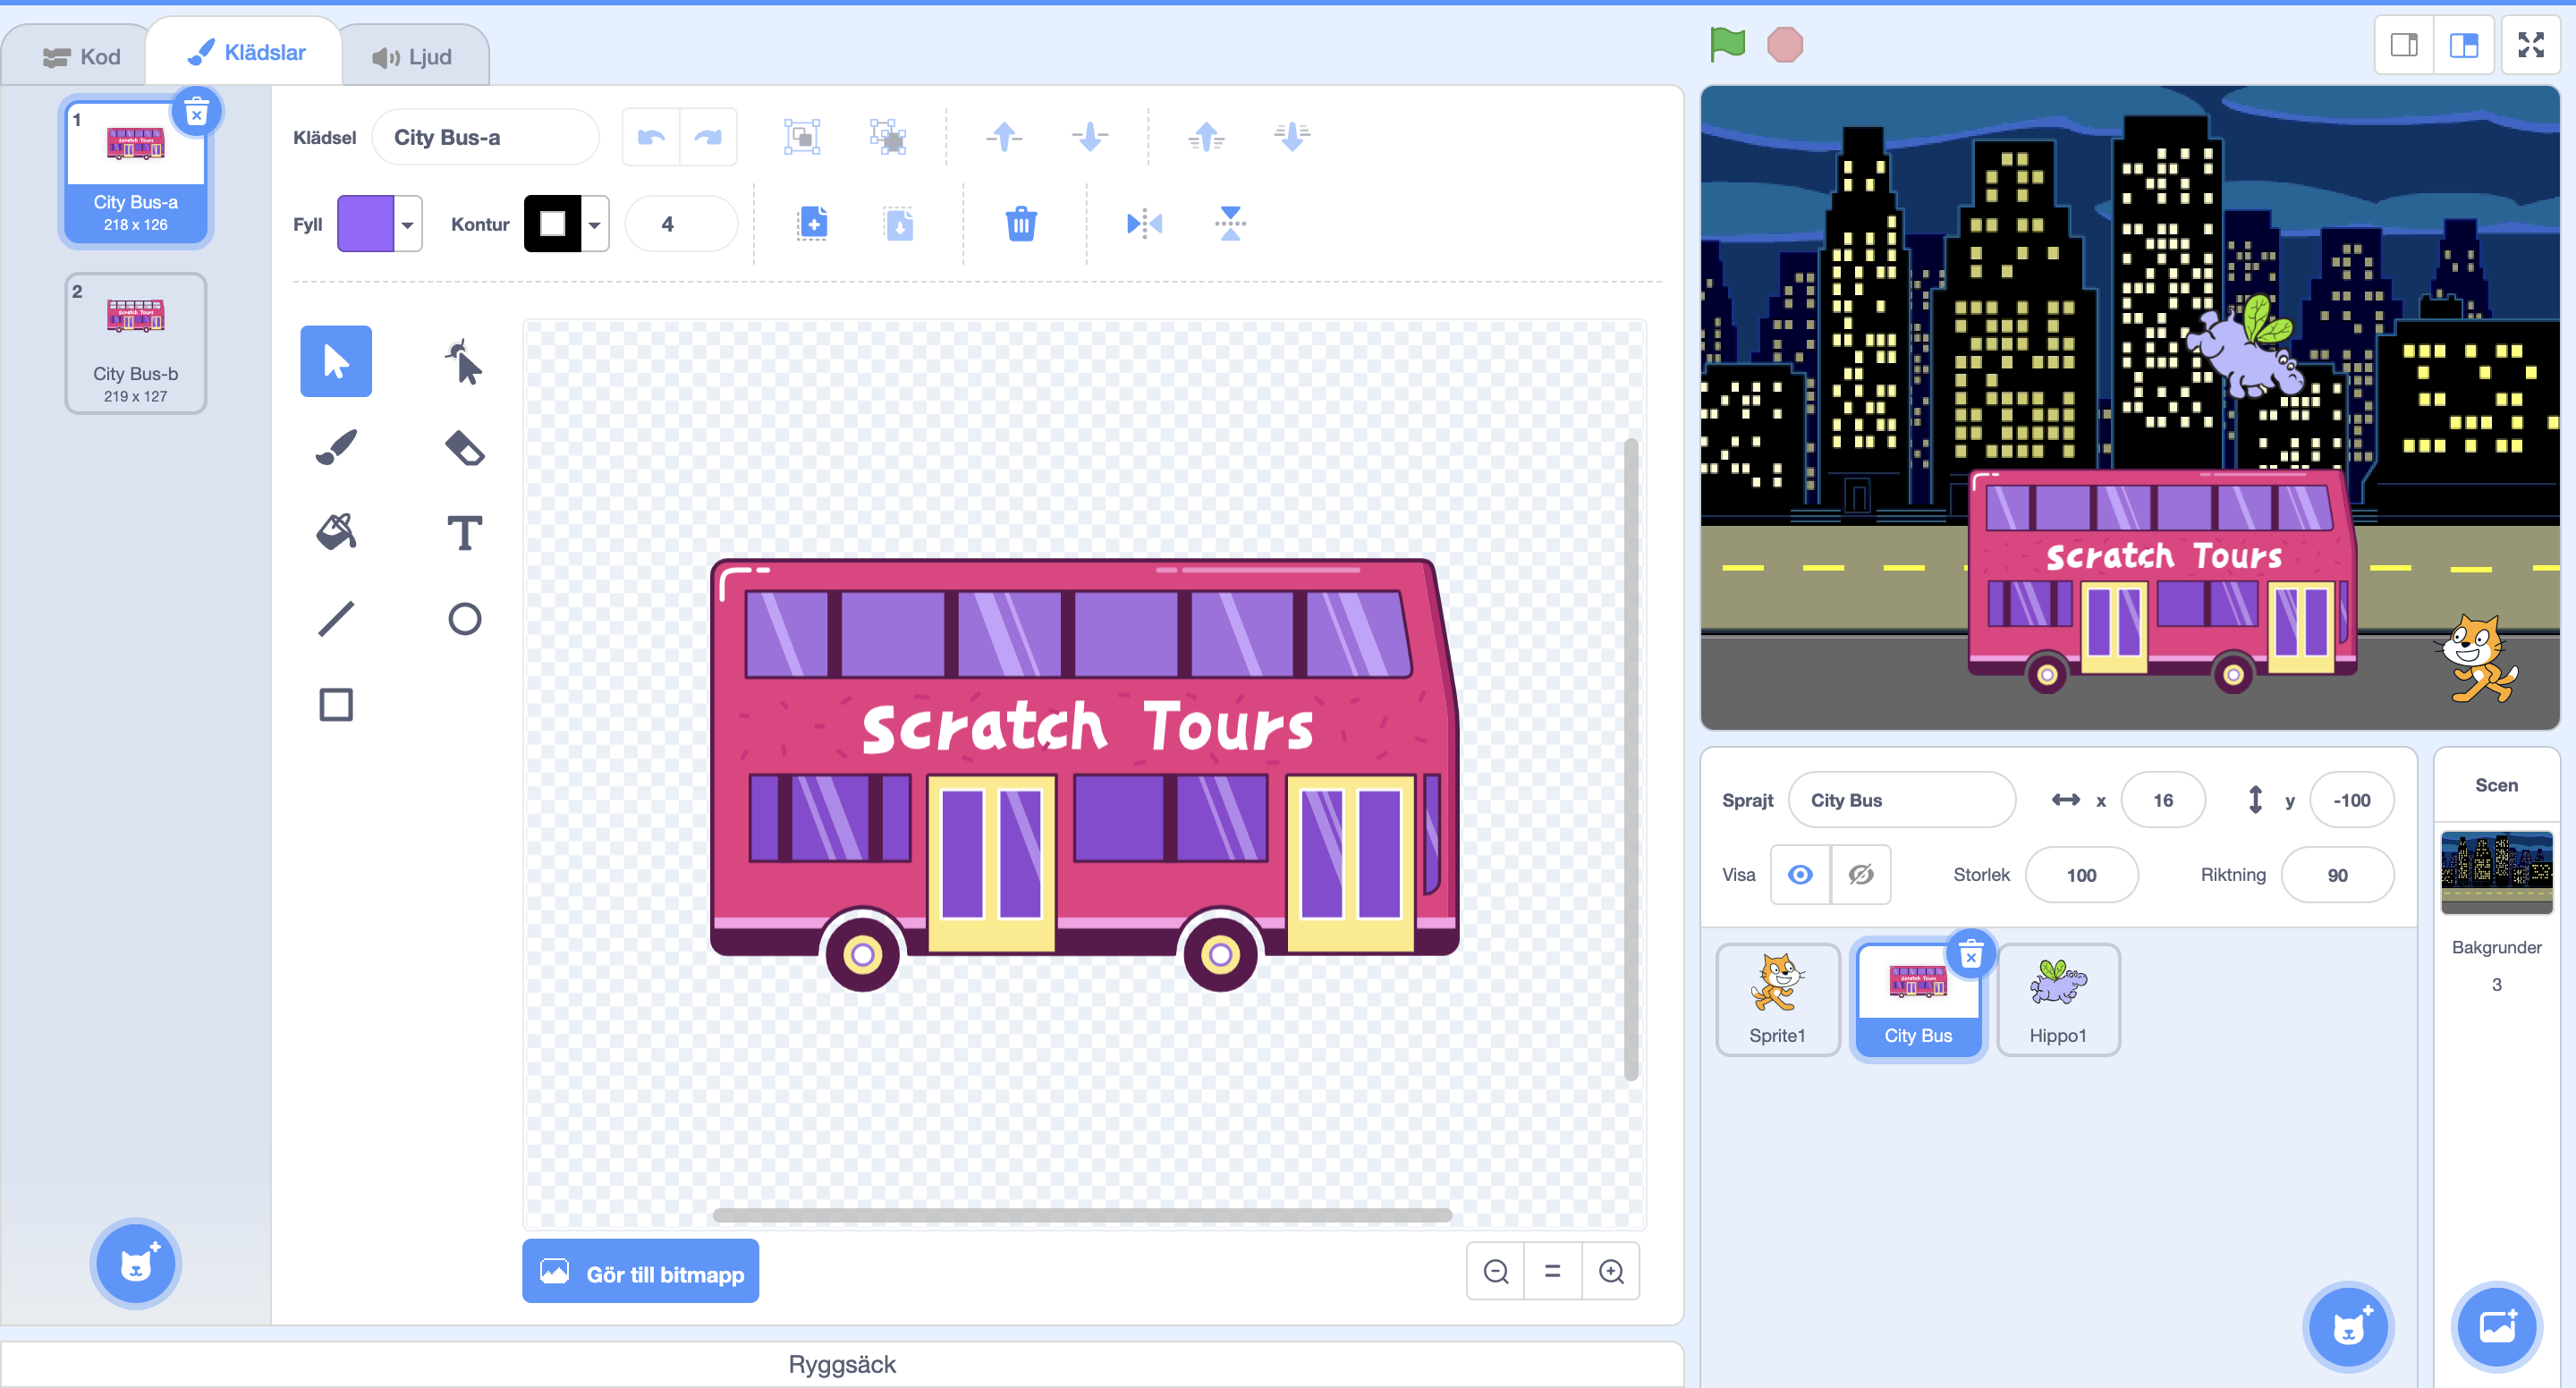 Kod
Klädslar
Ljud
1
City Bus-a
218 x 126
2
City Bus-b
219 x 127
Klädsel City Bus-a
Fyll Kontur 4
Scratch Tours
Gör till bitmapp
=
Ryggsäck
Scratch Tours
Sprajt City Bus x 16 y -100
Visa Storlek 100 Riktning 90
Scratch Tours
Sprite1
City Bus
Hippo1
Scen
Bakgrunder
3